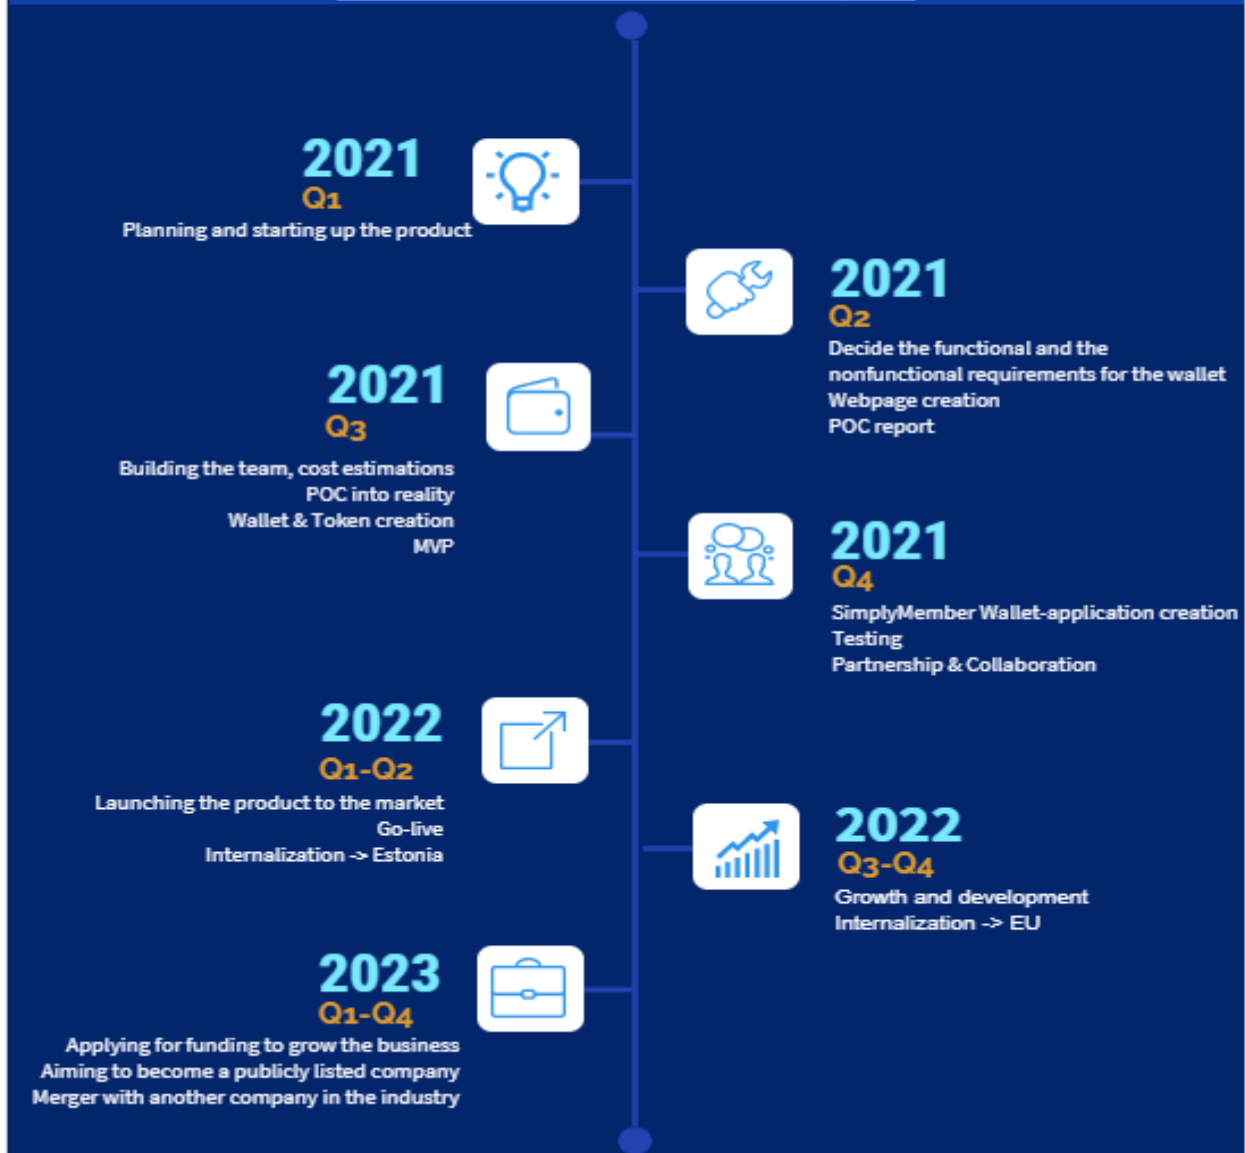 2021
Q1
Planning and starting up the product
2021
Q2
Decide the functional and the
nonfunctional requirements for the wallet
Webpage creation
POC report
2021
Q3
Building the team, cost estimations
POC into reality
Wallet & Token creation
MVP
2021
Q4
SimplyMember Wallet-application creation
Testing
Partnership & Collaboration
2022
Q1-Q2
Launching the product to the market
Go-live
Internalization -> Estonia
2022
Q3-Q4
Growth and development
Internalization -> EU
2023
Q1-Q4
Applying for funding to grow the business
Aiming to become a publicly listed company
Merger with another company in the industry